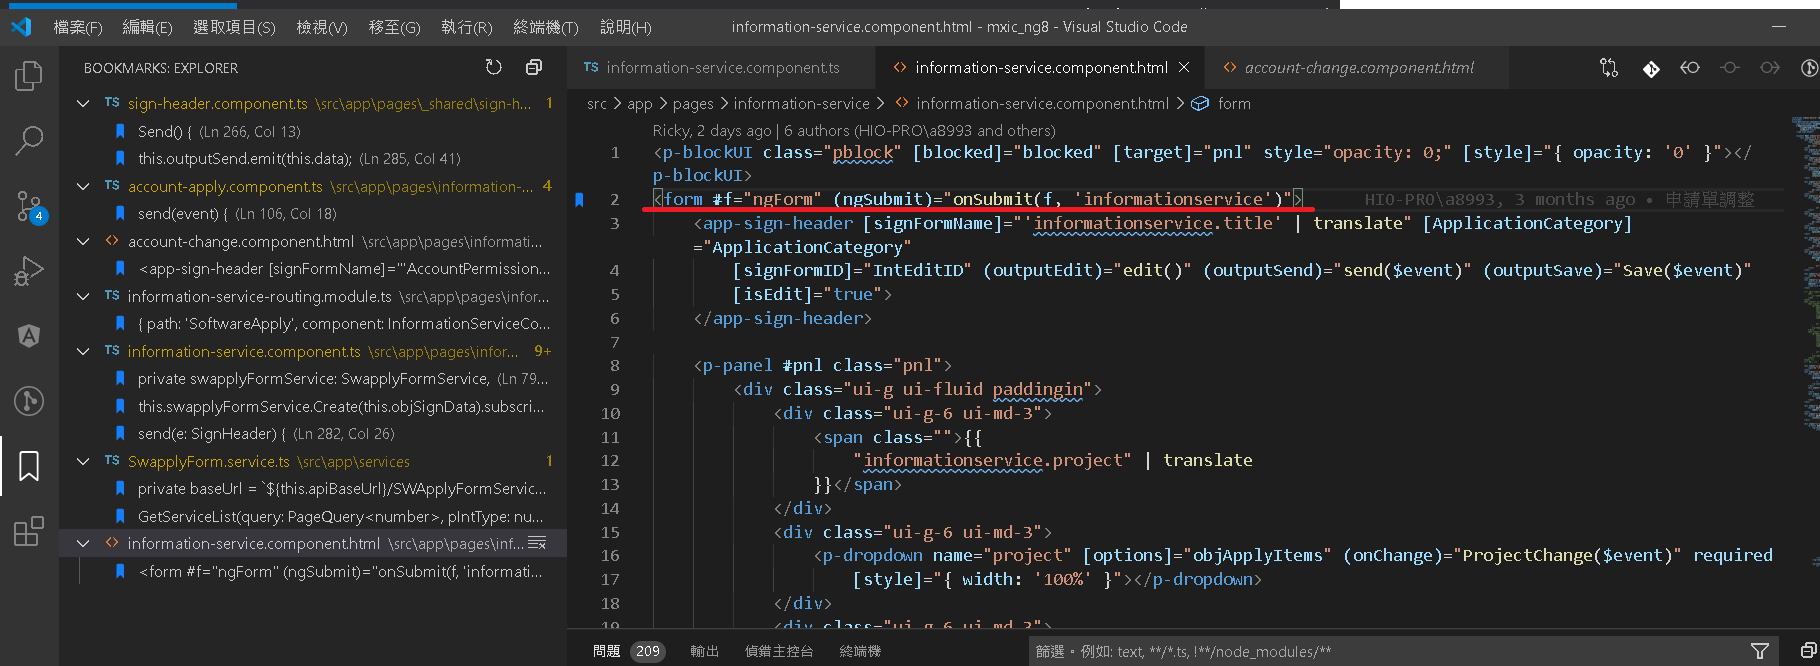 檔案(F) 編輯(E) 選取項目(S) 檢視(V) 移至(G) 執行(R) 終端機(T) 說明(H) information-service.component.html - mxic_ng8 - Visual Studio Code
BOOKMARKS: EXPLORER
sign-header.component.ts \src\app\pages\_shared\sign-h... 1
Send() { (Ln 266, Col 13)
this.outputSend.emit(this.data); (Ln 285, Col 41)
account-apply.component.ts \src\app\pages\information-... 4
send(event) { (Ln 106, Col 18)
account-change.component.html \src\app\pages\informati...
<app-sign-header [signFormName]="'AccountPermission...
information-service-routing.module.ts \src\app\pages\infor...
{ path: 'SoftwareApply', component: InformationServiceCo...
information-service.component.ts \src\app\pages\infor... 9+
private swapplyFormService: SwapplyFormService, (Ln 79...
this.swapplyFormService.Create(this.objSignData).subscri...
send(e: SignHeader) { (Ln 282, Col 26)
SwapplyForm.service.ts \src\app\services 1
private baseUrl = `${this.apiBaseUrl}/SWApplyFormServic...
GetServiceList(query: PageQuery<number>, pIntType: nu...
information-service.component.html \src\app\pages\inf...
<form #f="ngForm" (ngSubmit)="onSubmit(f, 'informati...
4
TS information-service.component.ts
information-service.component.html
account-change.component.html
src > app > pages > information-service > information-service.component.html > form
Ricky, 2 days ago | 6 authors (HIO-PRO\a8993 and others)
1 <p-blockUI class="pblock" [blocked]="blocked" [target]="pnl" style="opacity: 0;" [style]="{ opacity: '0' }"></
p-blockUI>
2 <form #f="ngForm" (ngSubmit)="onSubmit(f, 'informationservice')"> HIO-PRO\a8993, 3 months ago • 申請單調整
3 <app-sign-header [signFormName]="'informationservice.title' | translate" [ApplicationCategory]
="ApplicationCategory"
4 [signFormID]="IntEditID" (outputEdit)="edit()" (outputSend)="send($event)" (outputSave)="Save($event)"
5 [isEdit]="true">
6 </app-sign-header>
7
8 <p-panel #pnl class="pnl">
9 <div class="ui-g ui-fluid paddingin">
10 <div class="ui-g-6 ui-md-3">
11 <span class="">{{
12 "informationservice.project" | translate
13 }}</span>
14 </div>
15 <div class="ui-g-6 ui-md-3">
16 <p-dropdown name="project" [options]="objApplyItems" (onChange)="ProjectChange($event)" required
17 [style]="{ width: '100%' }"></p-dropdown>
18 </div>
19 <div class="ui-g-6 ui-md-3">
問題 209 輸出 偵錯主控台 終端機 篩選。例如: text, **/*.ts, !**/node_modules/**